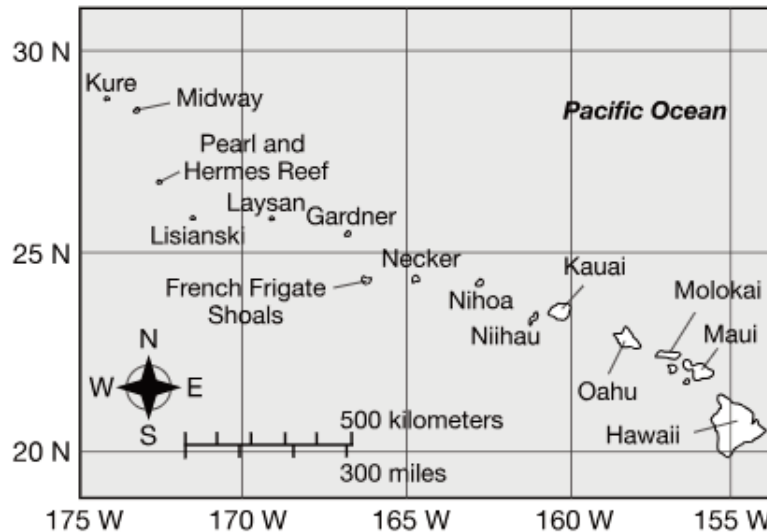 30 N
Kure
Midway
Pacific Ocean
Pearl and
Hermes Reef
Laysan
Gardner
Lisianski
25 N
Necker
Kauai
French Frigate
Shoals
Nihoa
Molokai
Niihau
Maui
N
W E
S
Oahu
500 kilometers
Hawaii
20 N
300 miles
175 W 170 W 165 W 160 W 155 W